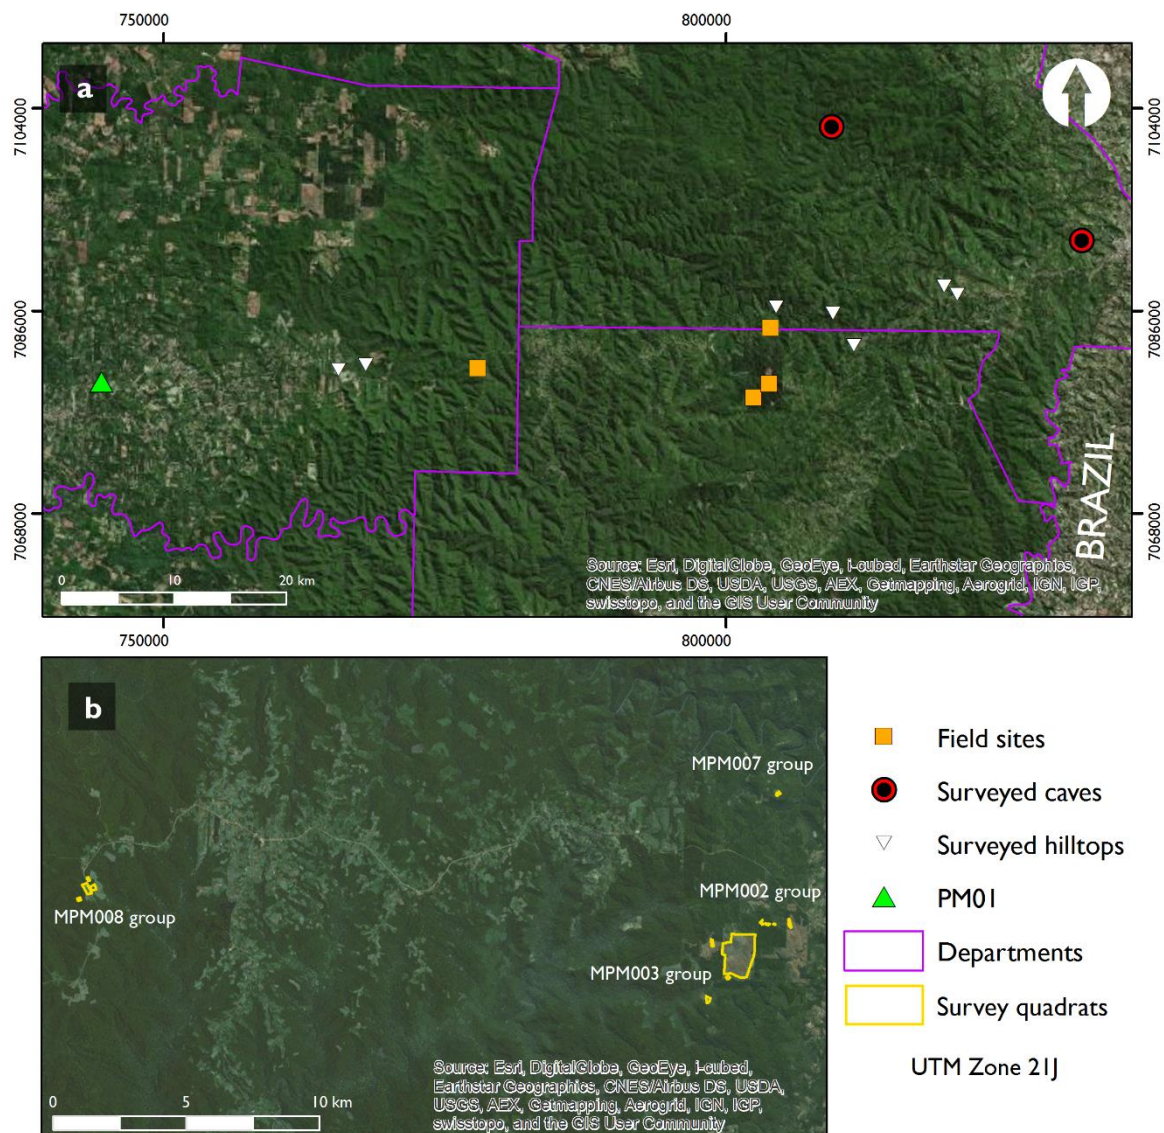 750000
800000
a
7104000
7104000
7086000
7086000
7068000
7068000
BRAZIL
0 10 20 km
Source: Esri, DigitalGlobe, GeoEye, i-cubed, Earthstar Geographics,
CNES/Airbus DS, USDA, USGS, AEX, Getmapping, Aerogrid, IGN, IGP,
swisstopo, and the GIS User Community
750000
800000
b
MPM007 group
MPM002 group
MPM008 group
MPM003 group
0 5 10 km
Source: Esri, DigitalGlobe, GeoEye, i-cubed,
Earthstar Geographics, CNES/Airbus DS, USDA,
USGS, AEX, Getmapping, Aerogrid, IGN, IGP,
swisstopo, and the GIS User Community
Field sites
Surveyed caves
Surveyed hilltops
PM01
Departments
Survey quadrats
UTM Zone 21J